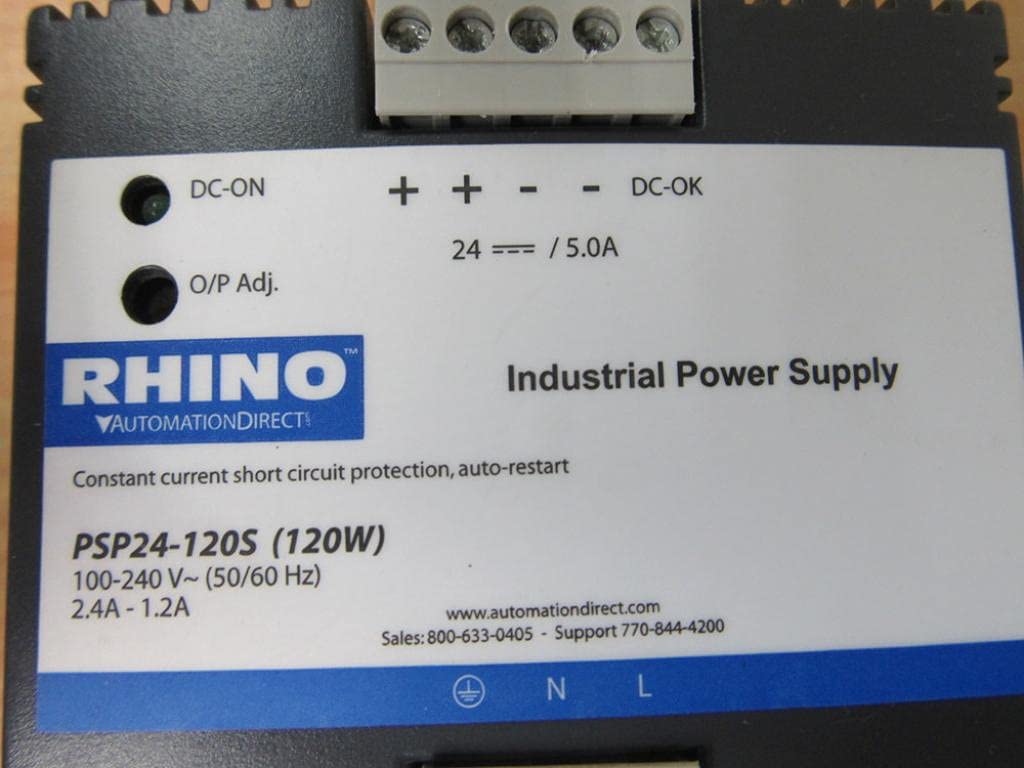 DC-ON
+ + - - DC-OK
24 ⎓ / 5.0A
O/P Adj.
RHINO™
AUTOMATIONDIRECT
Industrial Power Supply
Constant current short circuit protection, auto-restart
PSP24-120S (120W)
100-240 V~ (50/60 Hz)
2.4A - 1.2A
www.automationdirect.com
Sales: 800-633-0405 - Support 770-844-4200
N L